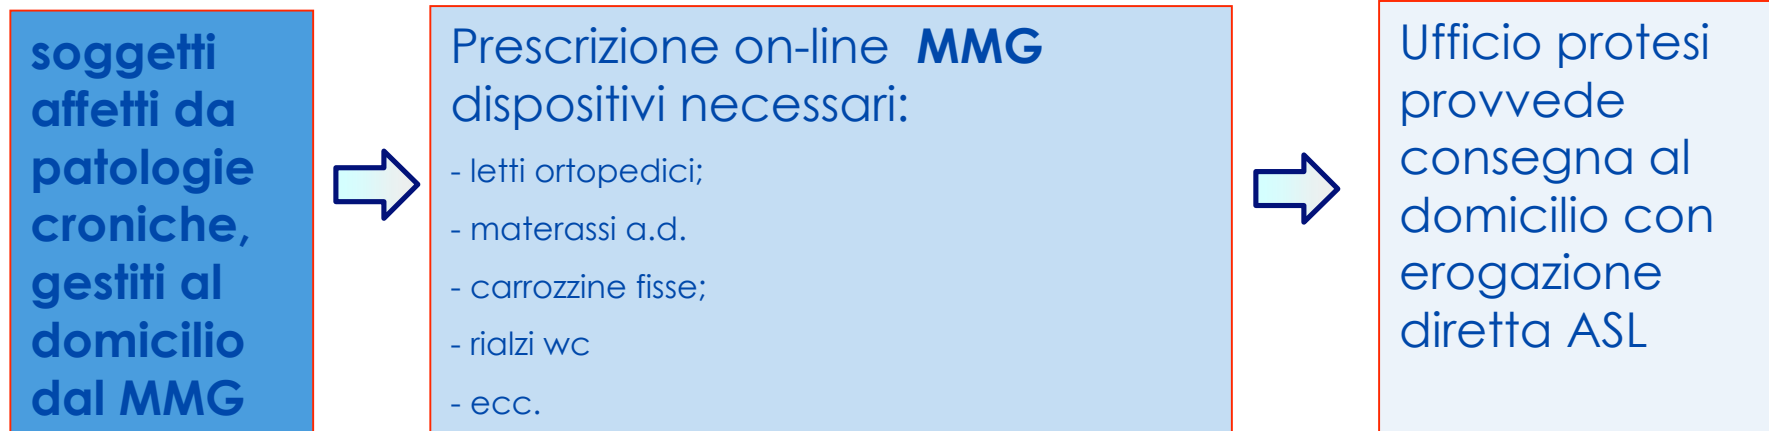 soggetti
affetti da
patologie
croniche,
gestiti al
domicilio
dal MMG
Prescrizione on-line MMG
dispositivi necessari:
- letti ortopedici;
- materassi a.d.
- carrozzine fisse;
- rialzi wc
- ecc.
Ufficio protesi
provvede
consegna al
domicilio con
erogazione
diretta ASL